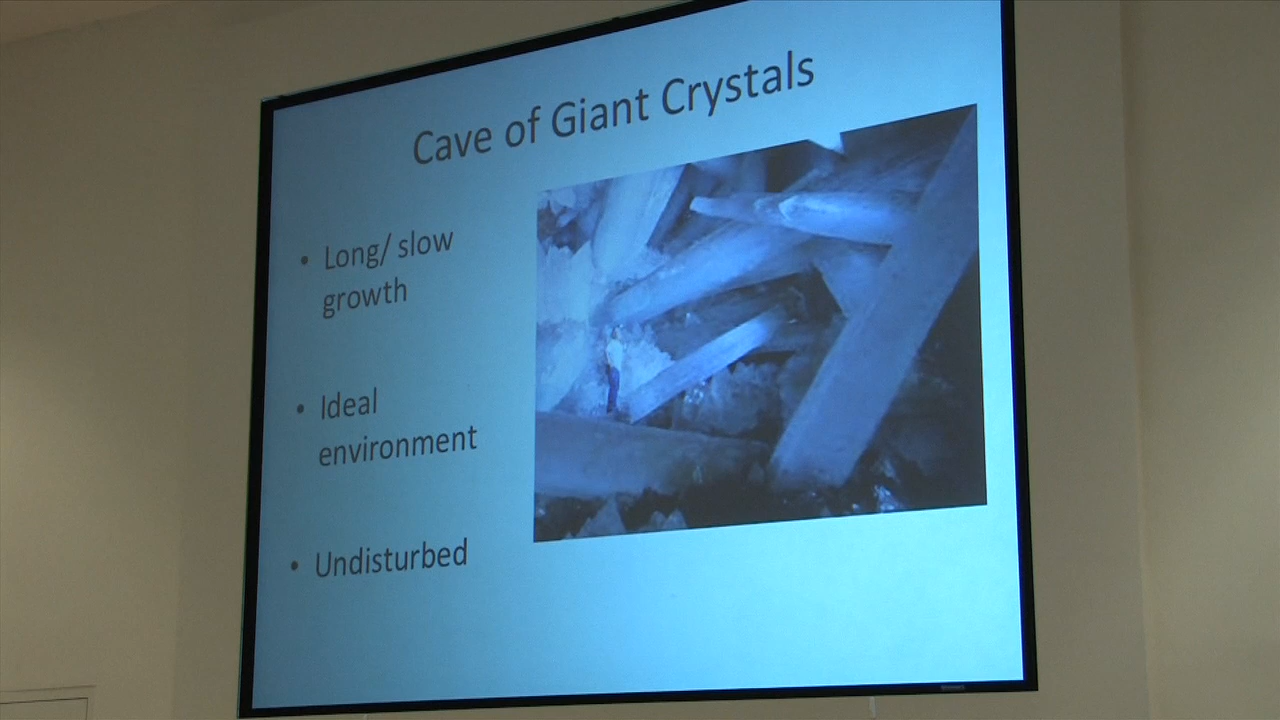 Cave of Giant Crystals
• Long/ slow
growth
• Ideal
environment
• Undisturbed